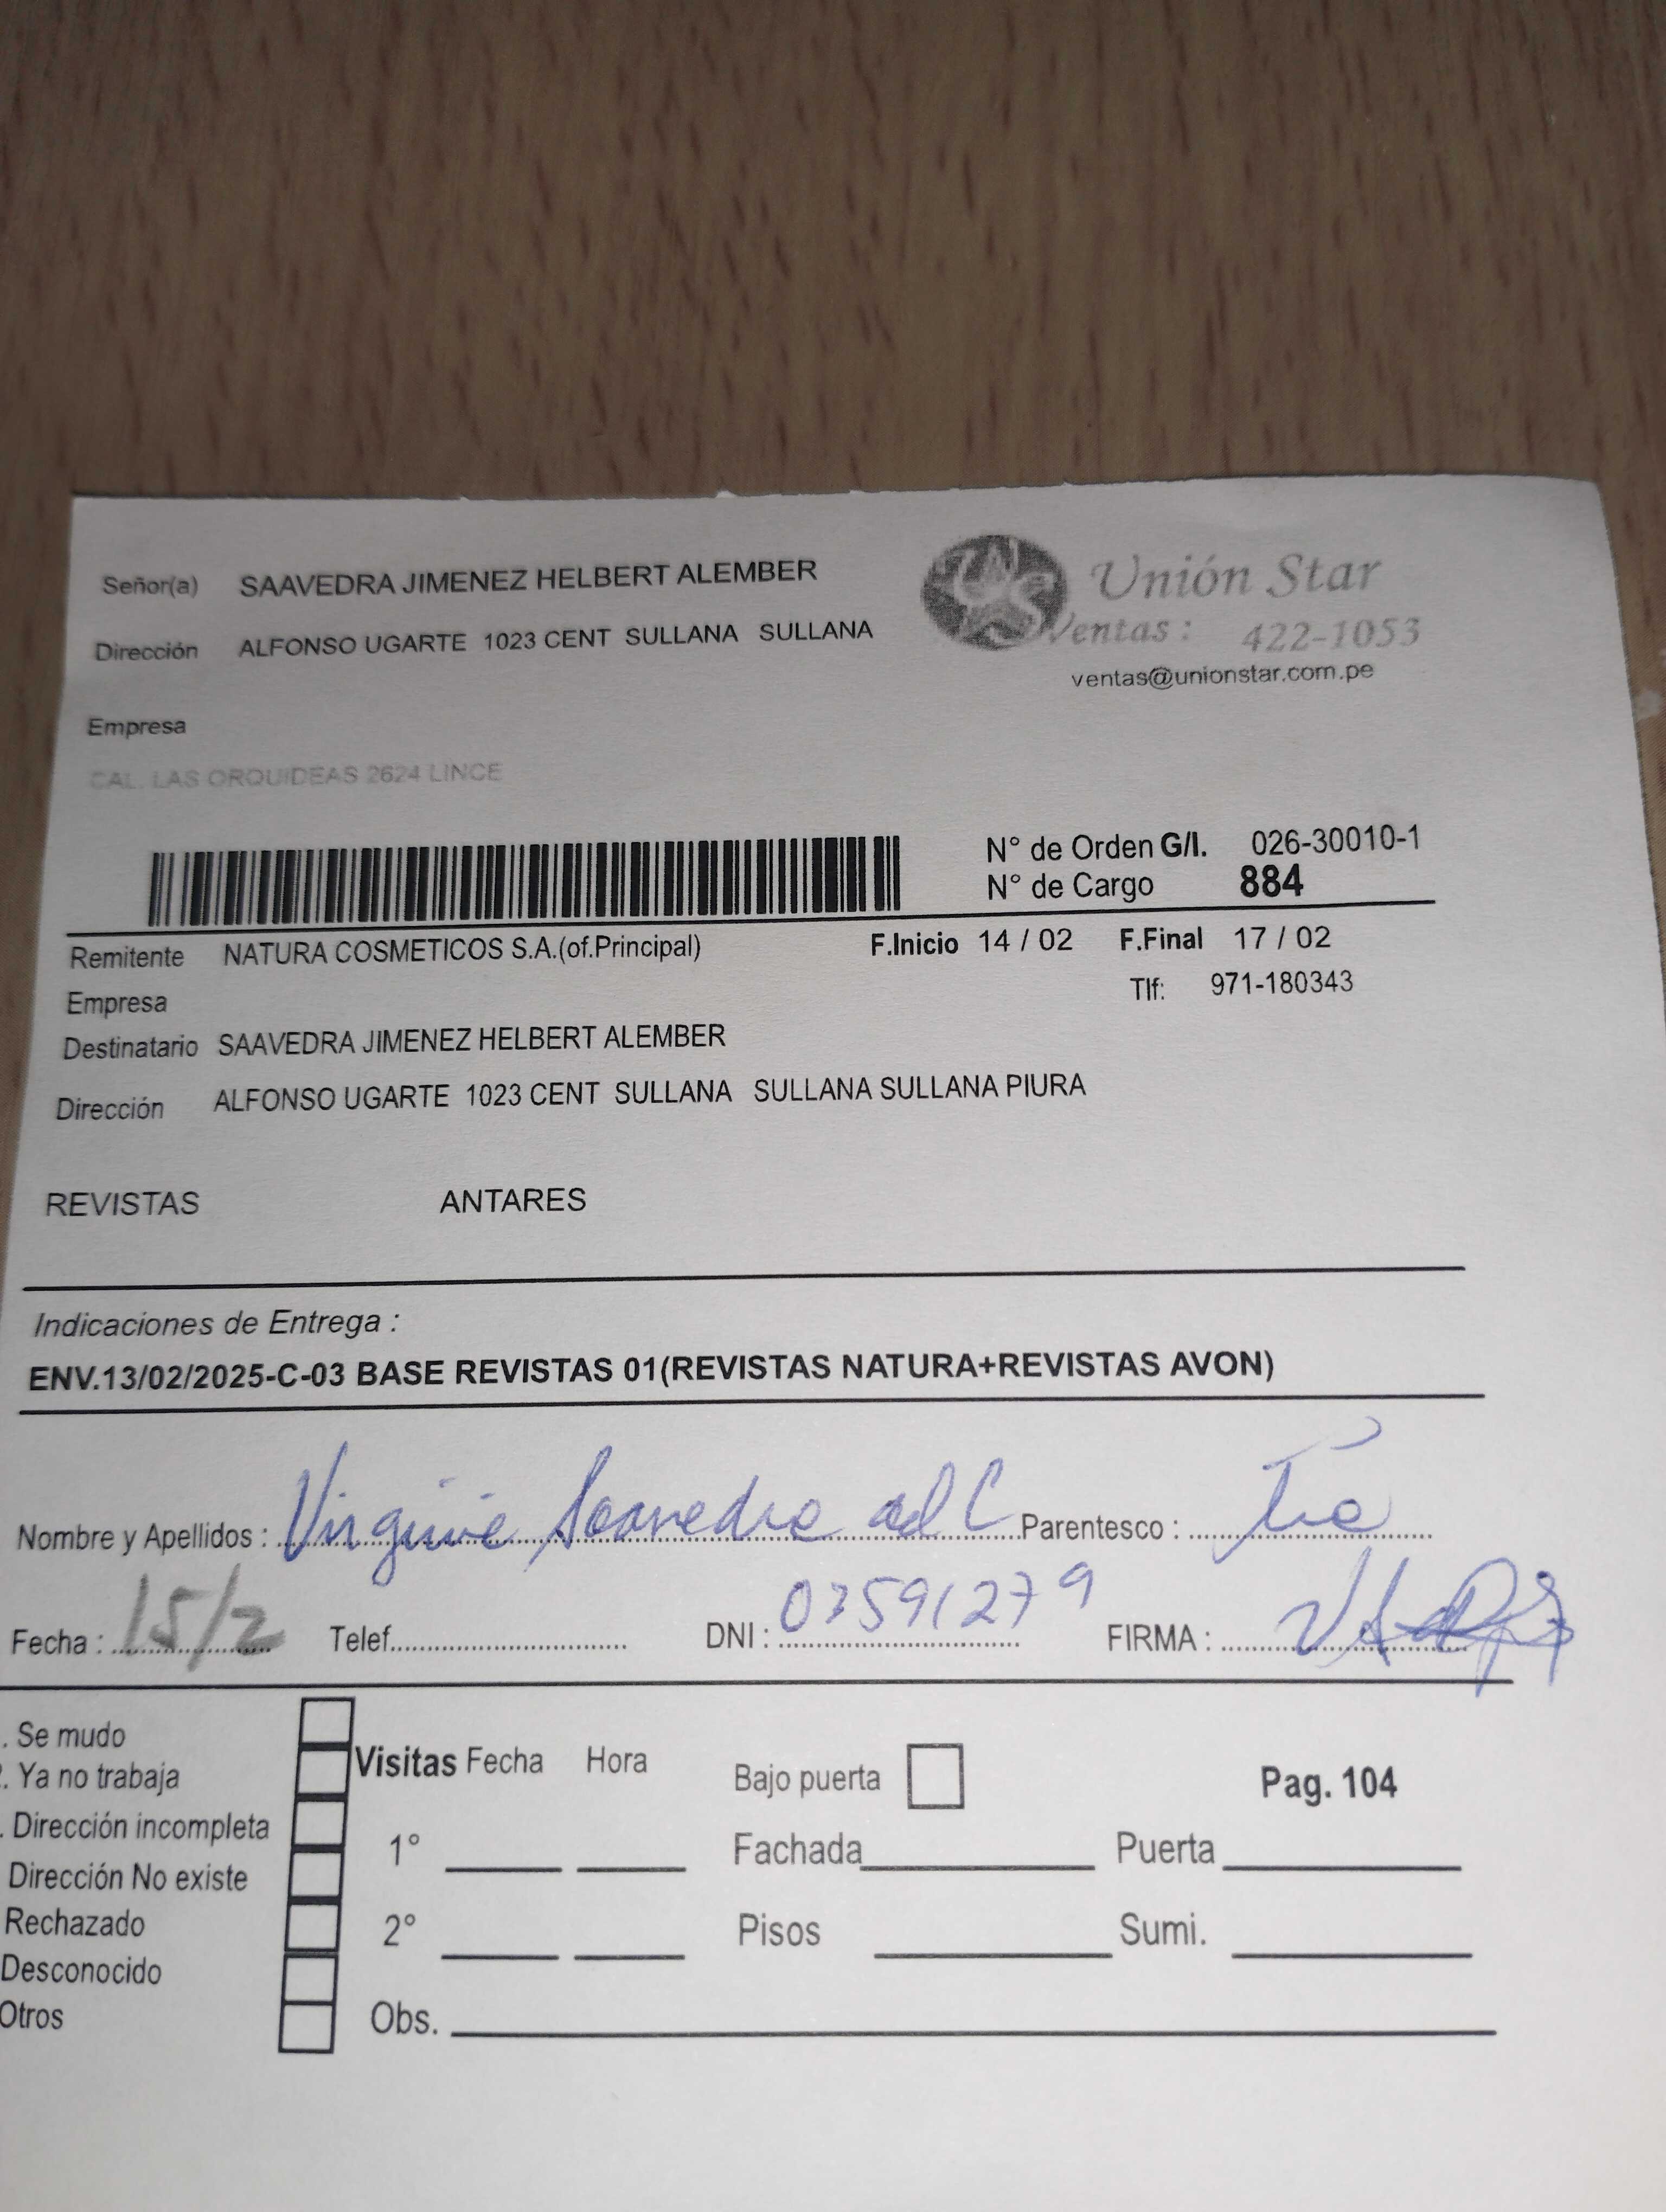 Señor(a) SAAVEDRA JIMENEZ HELBERT ALEMBER
Dirección ALFONSO UGARTE 1023 CENT SULLANA SULLANA
Unión Star
Ventas : 422-1053
ventas@unionstar.com.pe
Empresa
CAL. LAS ORQUIDEAS 2624 LINCE
N° de Orden G/I. 026-30010-1
N° de Cargo 884
Remitente NATURA COSMETICOS S.A.(of.Principal) F.Inicio 14 / 02 F.Final 17 / 02
Empresa Tlf: 971-180343
Destinatario SAAVEDRA JIMENEZ HELBERT ALEMBER
Dirección ALFONSO UGARTE 1023 CENT SULLANA SULLANA SULLANA PIURA
REVISTAS ANTARES
Indicaciones de Entrega :
ENV.13/02/2025-C-03 BASE REVISTAS 01(REVISTAS NATURA+REVISTAS AVON)
Nombre y Apellidos : Virginia Saavedra C Parentesco : Tía
Fecha : 15/2 Telef. DNI : FIRMA :
. Se mudo
. Ya no trabaja
. Dirección incompleta
Dirección No existe
Rechazado
Desconocido
Otros
Visitas Fecha Hora Bajo puerta Pag. 104
1° Fachada Puerta
2° Pisos Sumi.
Obs.